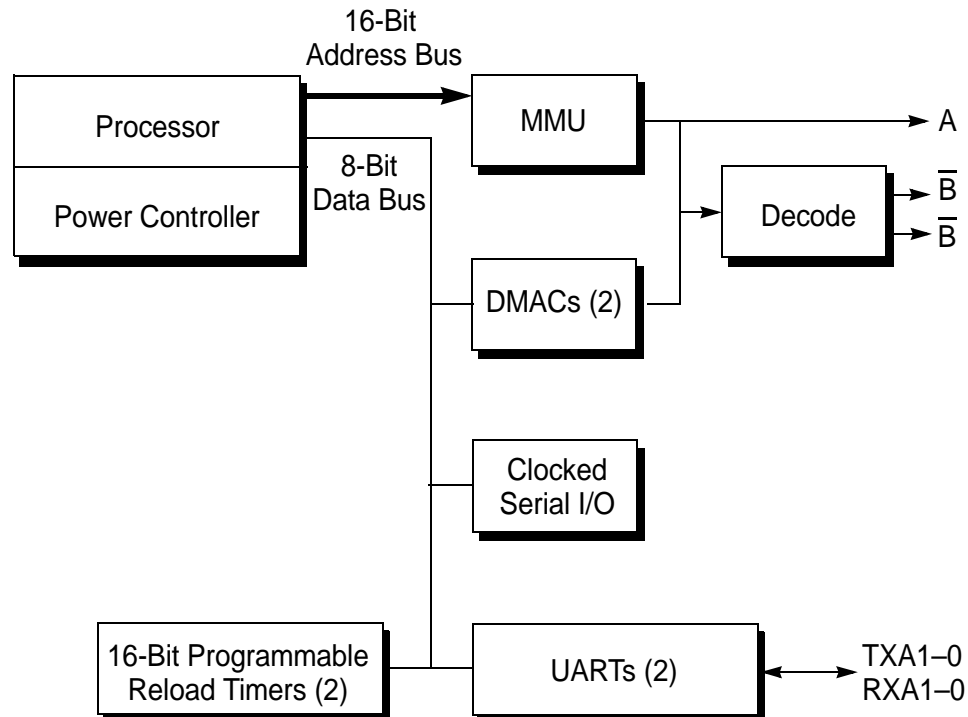 16-Bit
Address Bus
Processor
MMU
A
8-Bit
Data Bus
B̅
Power Controller
Decode
B̅
DMACs (2)
Clocked
Serial I/O
16-Bit Programmable
Reload Timers (2)
UARTs (2)
TXA1–0
RXA1–0